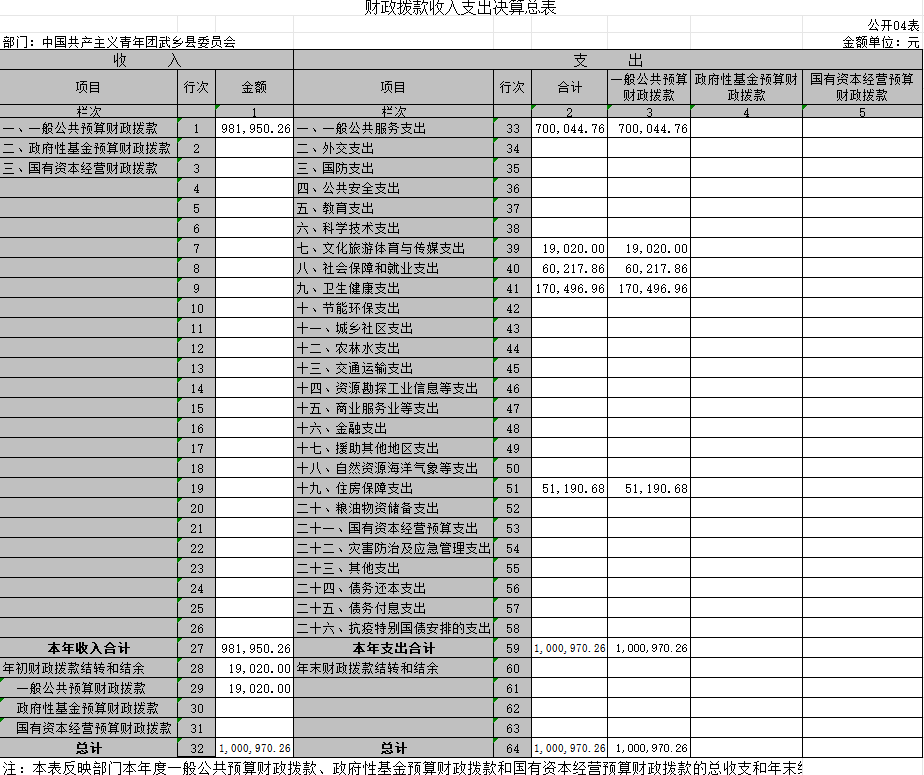 财政拨款收入支出决算总表
公开04表
部门：中国共产主义青年团武乡县委员会 金额单位：元
收 入 支 出
项目 行次 金额 项目 行次 合计 一般公共预算财政拨款 政府性基金预算财政拨款 国有资本经营预算财政拨款
栏次 1 栏次 2 3 4 5
一、一般公共预算财政拨款 1 981,950.26 一、一般公共服务支出 33 700,044.76 700,044.76
二、政府性基金预算财政拨款 2 二、外交支出 34
三、国有资本经营财政拨款 3 三、国防支出 35
4 四、公共安全支出 36
5 五、教育支出 37
6 六、科学技术支出 38
7 七、文化旅游体育与传媒支出 39 19,020.00 19,020.00
8 八、社会保障和就业支出 40 60,217.86 60,217.86
9 九、卫生健康支出 41 170,496.96 170,496.96
10 十、节能环保支出 42
11 十一、城乡社区支出 43
12 十二、农林水支出 44
13 十三、交通运输支出 45
14 十四、资源勘探工业信息等支出 46
15 十五、商业服务业等支出 47
16 十六、金融支出 48
17 十七、援助其他地区支出 49
18 十八、自然资源海洋气象等支出 50
19 十九、住房保障支出 51 51,190.68 51,190.68
20 二十、粮油物资储备支出 52
21 二十一、国有资本经营预算支出 53
22 二十二、灾害防治及应急管理支出 54
23 二十三、其他支出 55
24 二十四、债务还本支出 56
25 二十五、债务付息支出 57
26 二十六、抗疫特别国债安排的支出 58
本年收入合计 27 981,950.26 本年支出合计 59 1,000,970.26 1,000,970.26
年初财政拨款结转和结余 28 19,020.00 年末财政拨款结转和结余 60
一般公共预算财政拨款 29 19,020.00 61
政府性基金预算财政拨款 30 62
国有资本经营预算财政拨款 31 63
总计 32 1,000,970.26 总计 64 1,000,970.26 1,000,970.26
注：本表反映部门本年度一般公共预算财政拨款、政府性基金预算财政拨款和国有资本经营预算财政拨款的总收支和年末